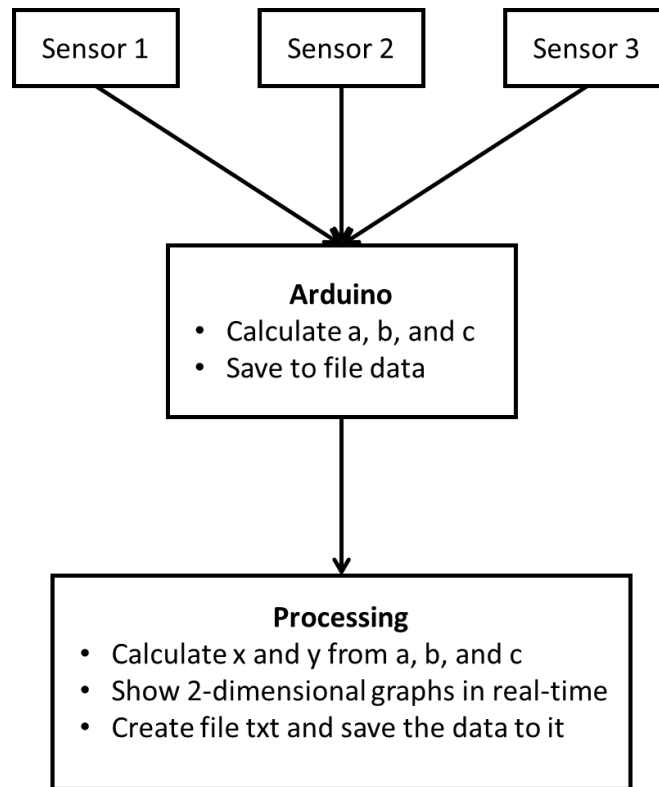 Sensor 1
Sensor 2
Sensor 3
Arduino
• Calculate a, b, and c
• Save to file data
Processing
• Calculate x and y from a, b, and c
• Show 2-dimensional graphs in real-time
• Create file txt and save the data to it